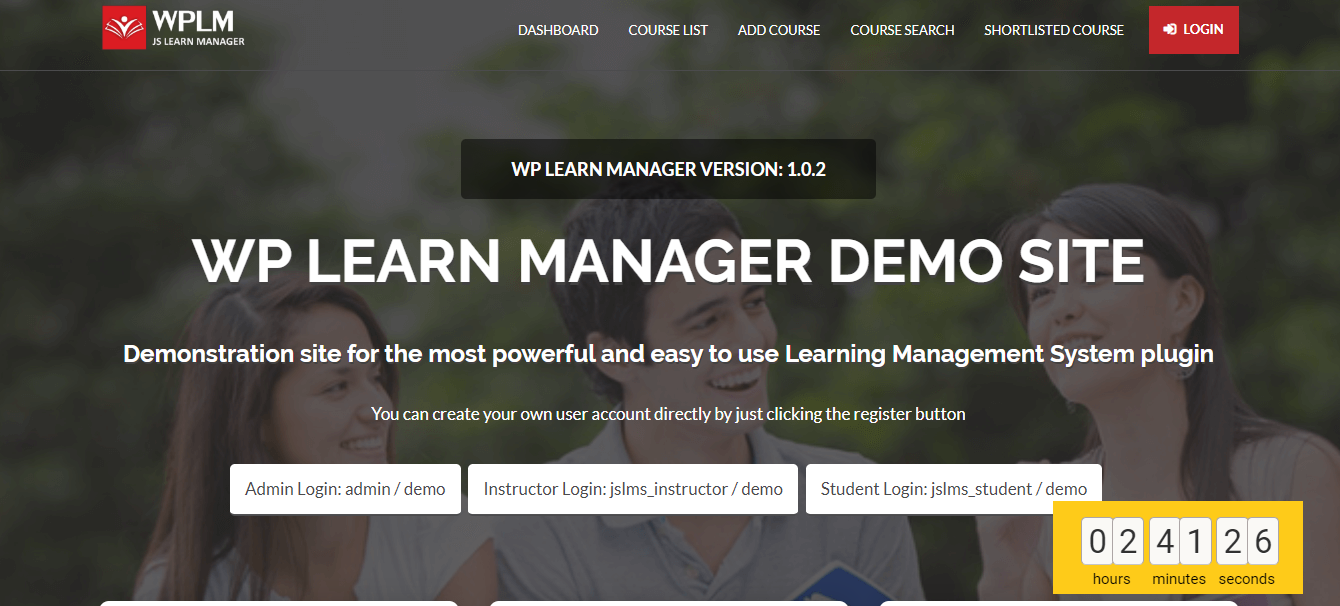 WPLM
JS LEARN MANAGER
DASHBOARD COURSE LIST ADD COURSE COURSE SEARCH SHORTLISTED COURSE LOGIN
WP LEARN MANAGER VERSION: 1.0.2
WP LEARN MANAGER DEMO SITE
Demonstration site for the most powerful and easy to use Learning Management System plugin
You can create your own user account directly by just clicking the register button
Admin Login: admin / demo Instructor Login: jslms_instructor / demo Student Login: jslms_student / demo
02 41 26
hours minutes seconds